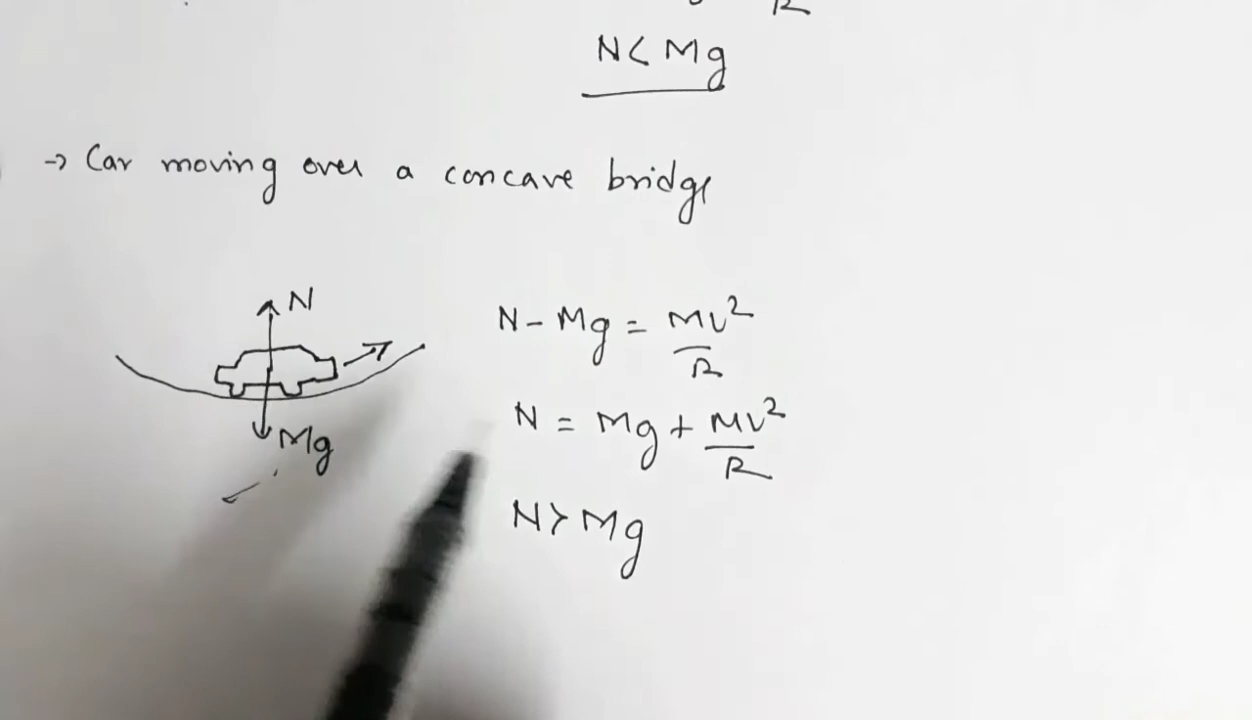 R
N < Mg
→ Car moving over a concave bridge
N
Mg
N - Mg = Mv²/R
N = Mg + Mv²/R
N > Mg